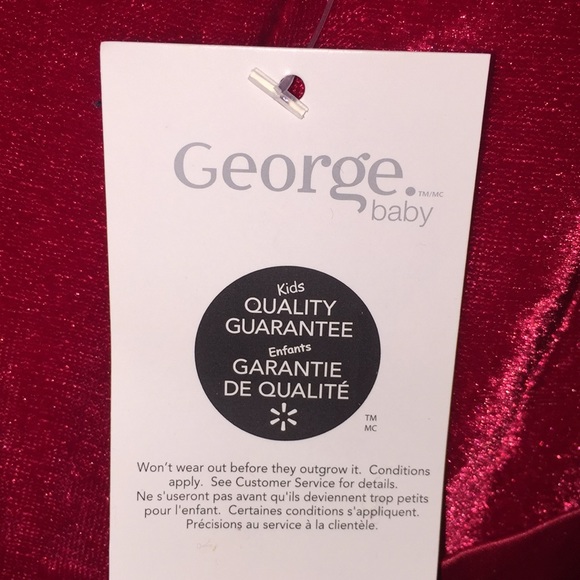 George.
TM/MC
baby
Kids
QUALITY
GUARANTEE
Enfants
GARANTIE
DE QUALITÉ
TM
MC
Won't wear out before they outgrow it. Conditions
apply. See Customer Service for details.
Ne s'useront pas avant qu'ils deviennent trop petits
pour l'enfant. Certaines conditions s'appliquent.
Précisions au service à la clientèle.